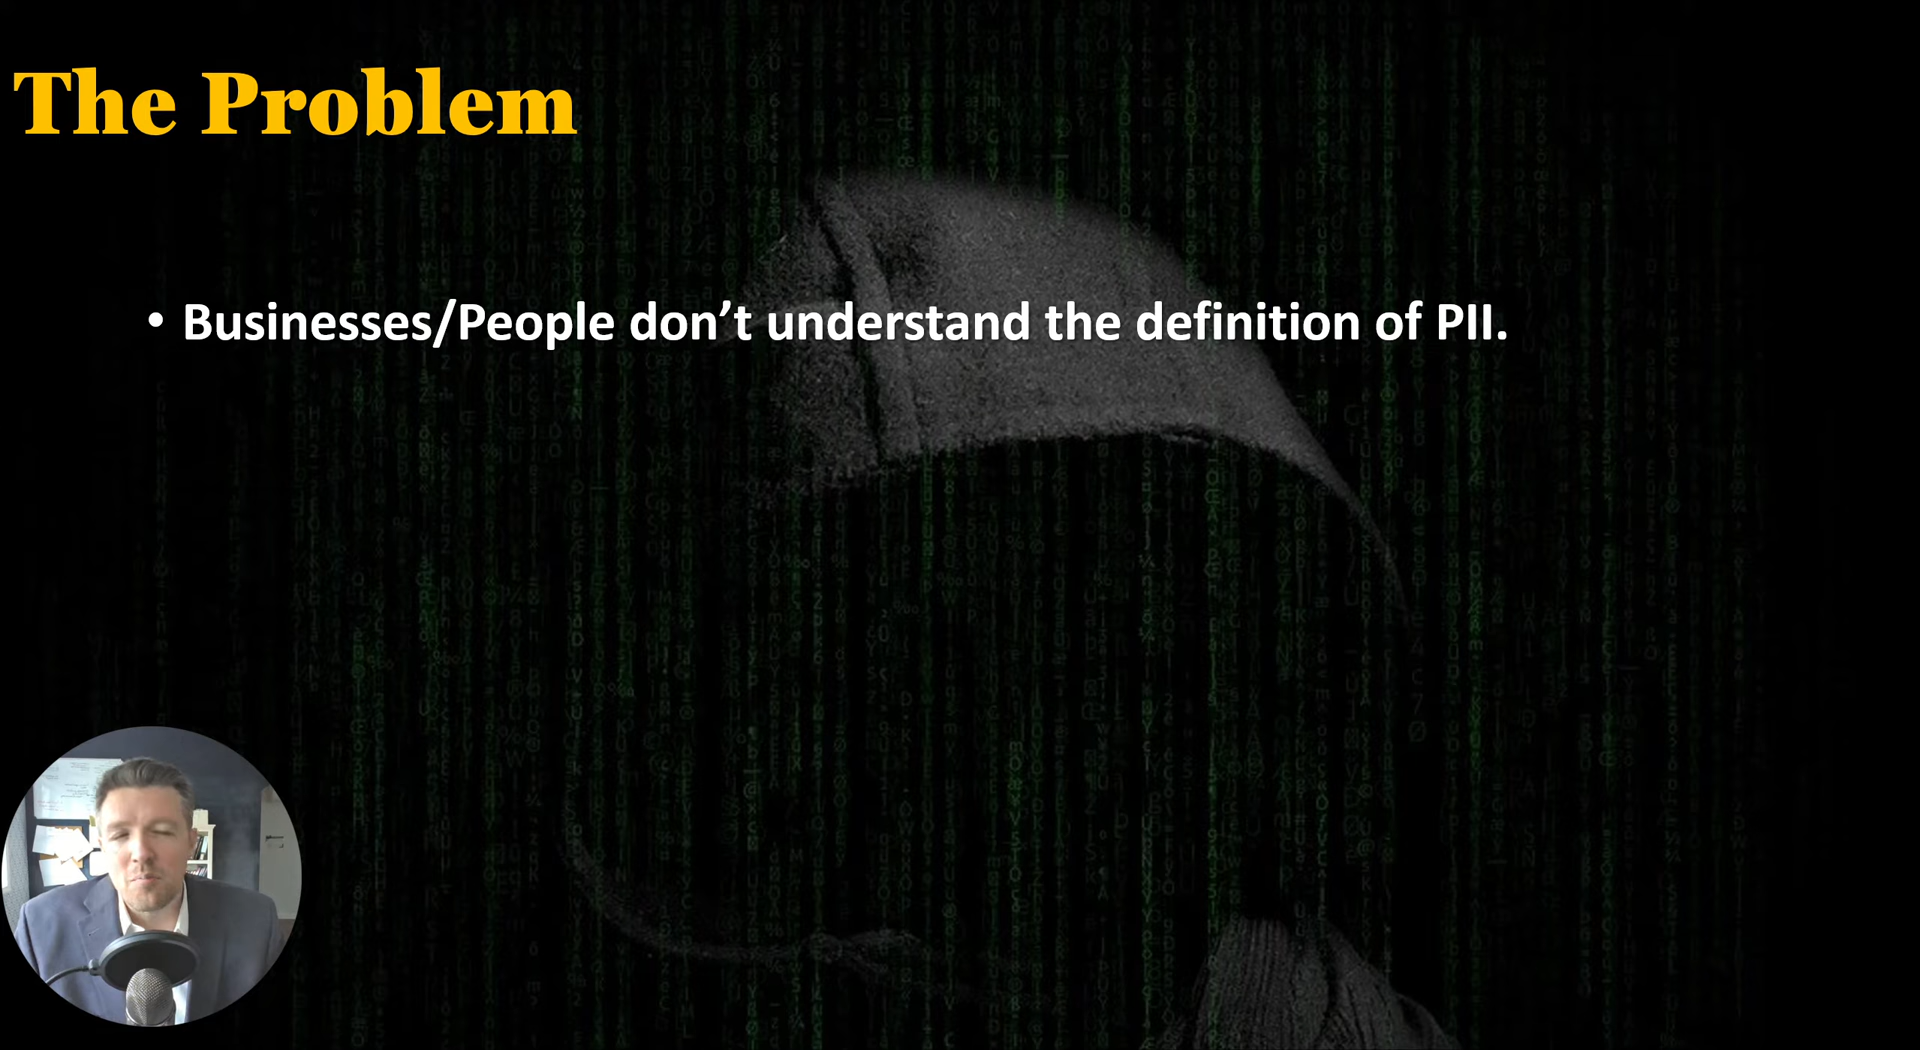 The Problem
• Businesses/People don’t understand the definition of PII.